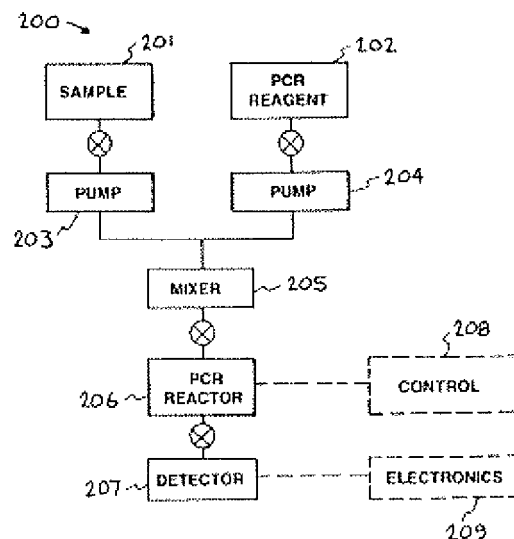 200
201
202
SAMPLE
PCR
REAGENT
PUMP
PUMP
204
203
MIXER
205
208
PCR
REACTOR
206
CONTROL
DETECTOR
207
ELECTRONICS
209